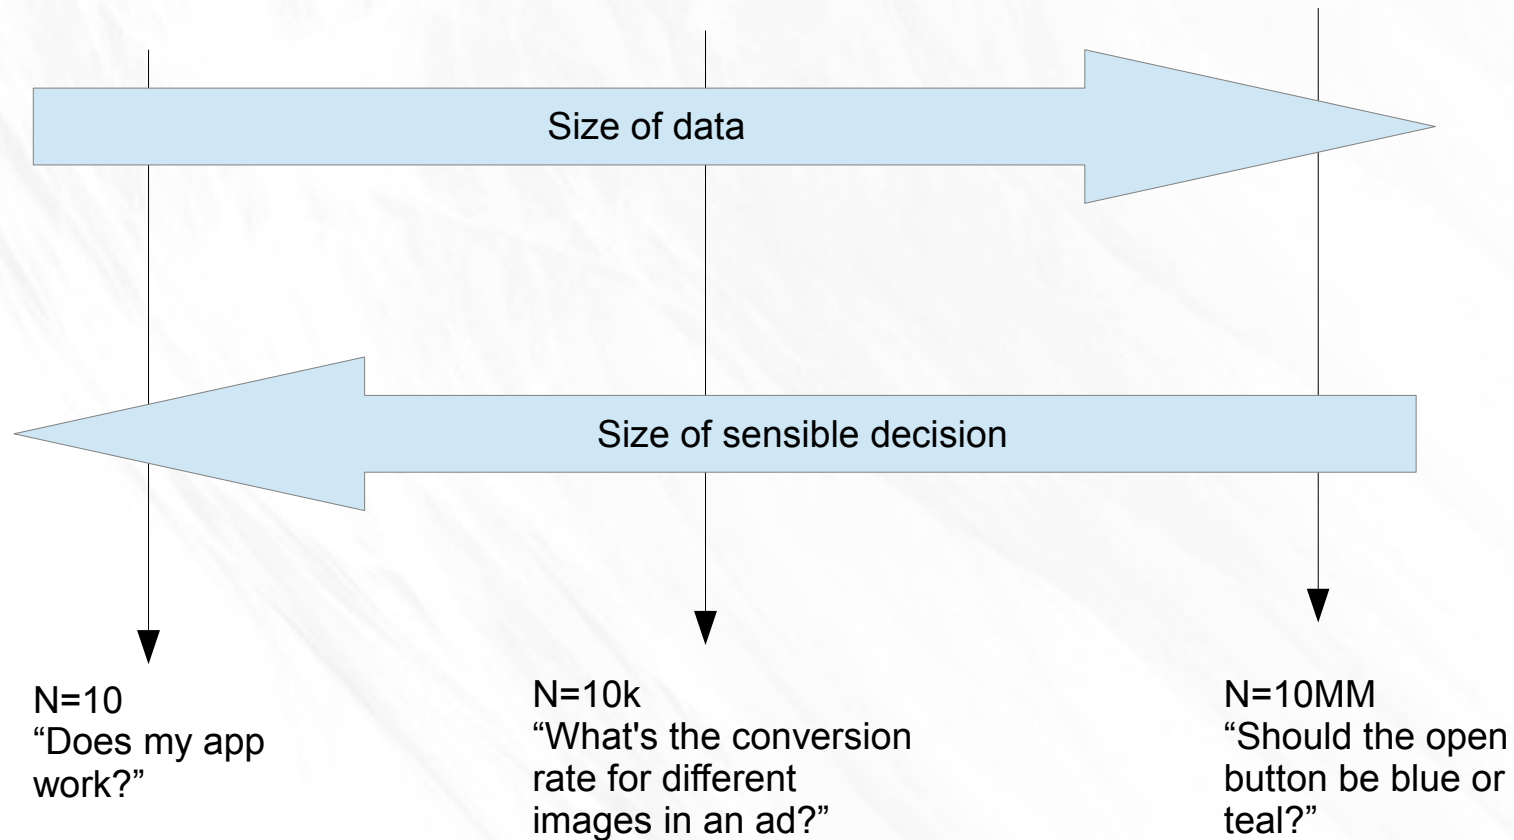 Size of data
Size of sensible decision
N=10
“Does my app
work?”
N=10k
“What's the conversion
rate for different
images in an ad?”
N=10MM
“Should the open
button be blue or
teal?”